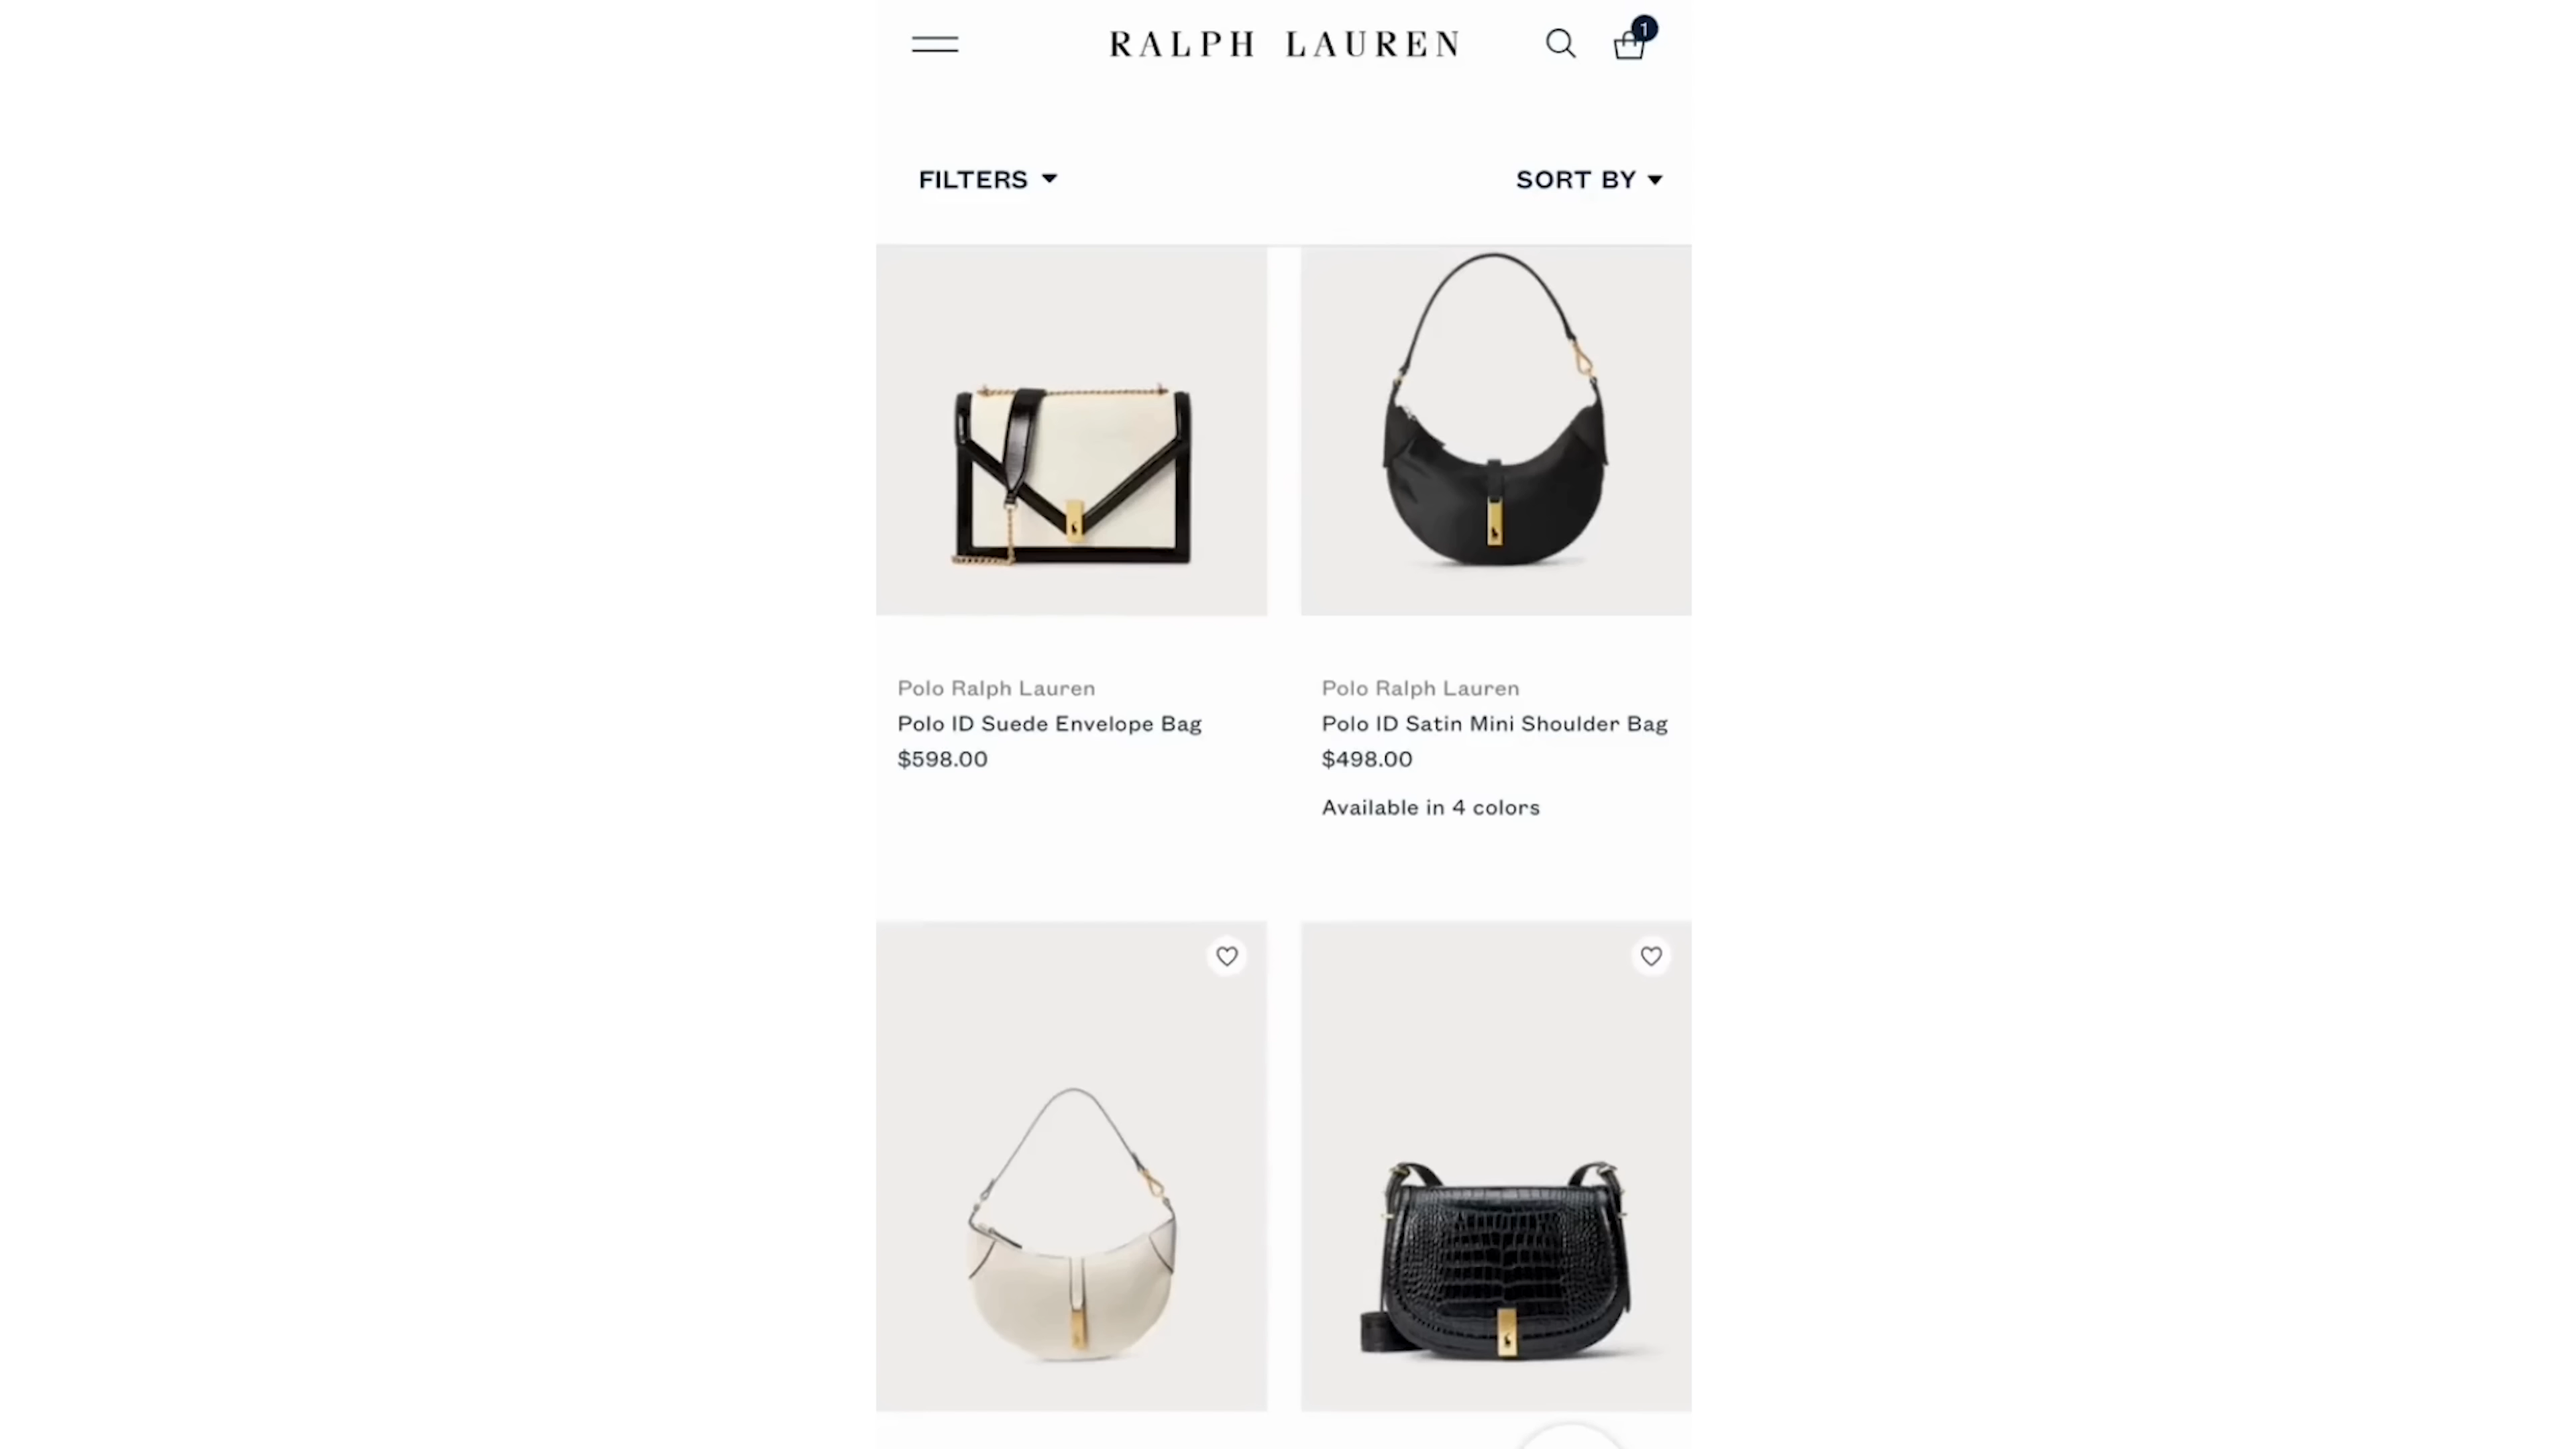 RALPH LAUREN
1
FILTERS
SORT BY
Polo Ralph Lauren
Polo ID Suede Envelope Bag
$598.00
Polo Ralph Lauren
Polo ID Satin Mini Shoulder Bag
$498.00
Available in 4 colors